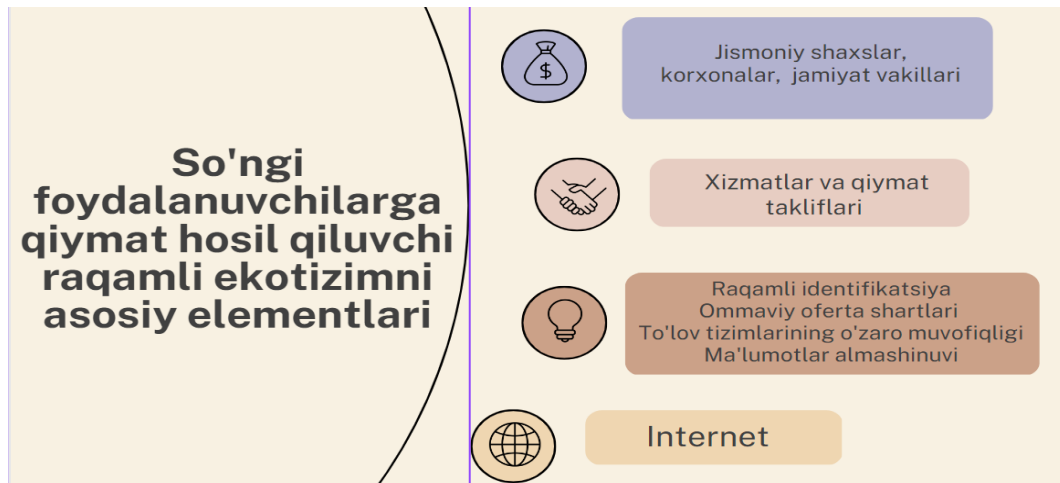 So'ngi
foydalanuvchilarga
qiymat hosil qiluvchi
raqamli ekotizimni
asosiy elementlari
$
Jismoniy shaxslar,
korxonalar, jamiyat vakillari
Xizmatlar va qiymat
takliflari
Raqamli identifikatsiya
Ommaviy oferta shartlari
To'lov tizimlarining o'zaro muvofiqligi
Ma'lumotlar almashinuvi
Internet